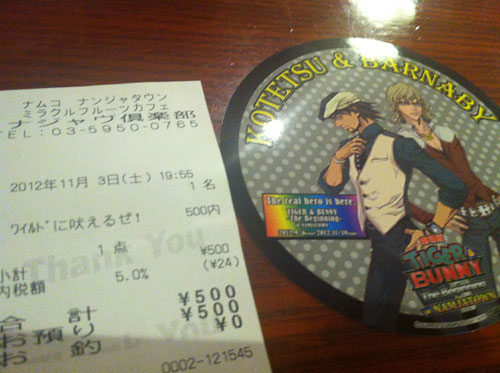 ナムコ ナンジャタウン
ミラクルフルーツカフェ
ナジャヴ倶楽部
TEL:03-5950-0765
2012年11月 3日(土) 19:55
1 名
500円
ワイルドに吠えるぜ!
1 点 ¥500
小計
内税額 5.0% (¥24)
合 計 ¥500
お預り ¥500
お 釣 ¥0
0002-121545
Thank You
KOTETSU & BARNABY
The real hero is here.
TIGER & BUNNY
-The Beginning-
in NAMJATOWN
TIGER &
BUNNY
The Beginning
in NAMJATOWN